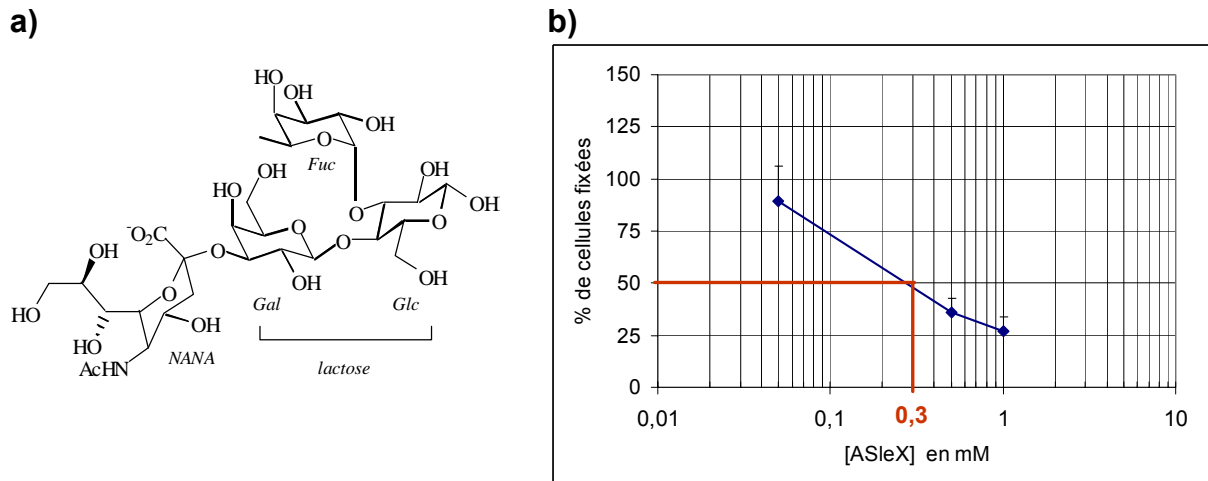 a)
HO
OH
OH
O
OH
Fuc
OH
OH
OH
HO
O
OH
O
O
O
HO
⁻O₂C
O
O
OH
OH
OH
O
HO
HO
OH
AcHN
NANA
Gal
Glc
lactose
b)
% de cellules fixées
150
125
100
75
50
25
0
0,01
0,1
0,3
1
10
[ASleX] en mM